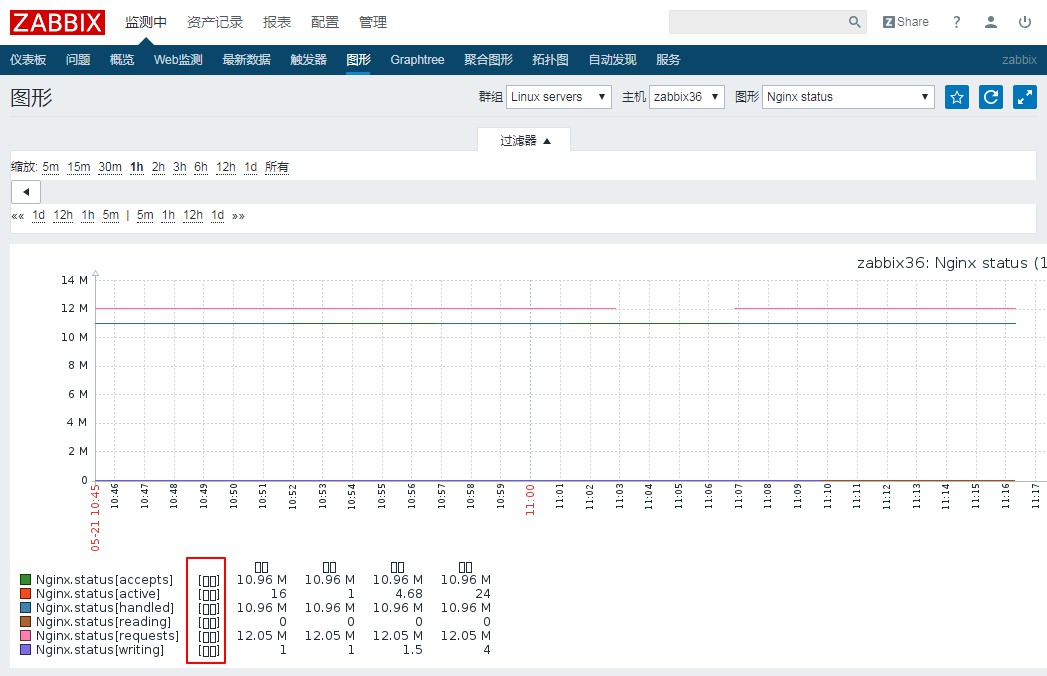 ZABBIX 监测中 资产记录 报表 配置 管理 Z Share ?
仪表板 问题 概览 Web监测 最新数据 触发器 图形 Graphtree 聚合图形 拓扑图 自动发现 服务 zabbix
图形 群组 Linux servers 主机 zabbix36 图形 Nginx status
过滤器
缩放: 5m 15m 30m 1h 2h 3h 6h 12h 1d 所有
«« 1d 12h 1h 5m | 5m 1h 12h 1d »»
zabbix36: Nginx status (1
14 M
12 M
10 M
8 M
6 M
4 M
2 M
0
05-21 10:45 10:46 10:47 10:48 10:49 10:50 10:51 10:52 10:53 10:54 10:55 10:56 10:57 10:58 10:59 11:00 11:01 11:02 11:03 11:04 11:05 11:06 11:07 11:08 11:09 11:10 11:11 11:12 11:13 11:14 11:15 11:16 11:17
□□ □□ □□ □□
Nginx.status[accepts] [□□] 10.96 M 10.96 M 10.96 M 10.96 M
Nginx.status[active] [□□] 16 1 4.68 24
Nginx.status[handled] [□□] 10.96 M 10.96 M 10.96 M 10.96 M
Nginx.status[reading] [□□] 0 0 0 0
Nginx.status[requests] [□□] 12.05 M 12.05 M 12.05 M 12.05 M
Nginx.status[writing] [□□] 1 1 1.5 4